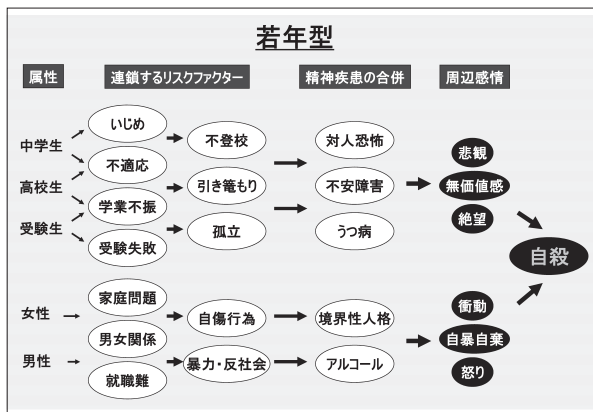 若年型
属性
連鎖するリスクファクター
精神疾患の合併
周辺感情
中学生
高校生
受験生
いじめ
不適応
学業不振
受験失敗
不登校
引き篭もり
孤立
対人恐怖
不安障害
うつ病
悲観
無価値感
絶望
自殺
女性
男性
家庭問題
男女関係
就職難
自傷行為
暴力・反社会
境界性人格
アルコール
衝動
自暴自棄
怒り